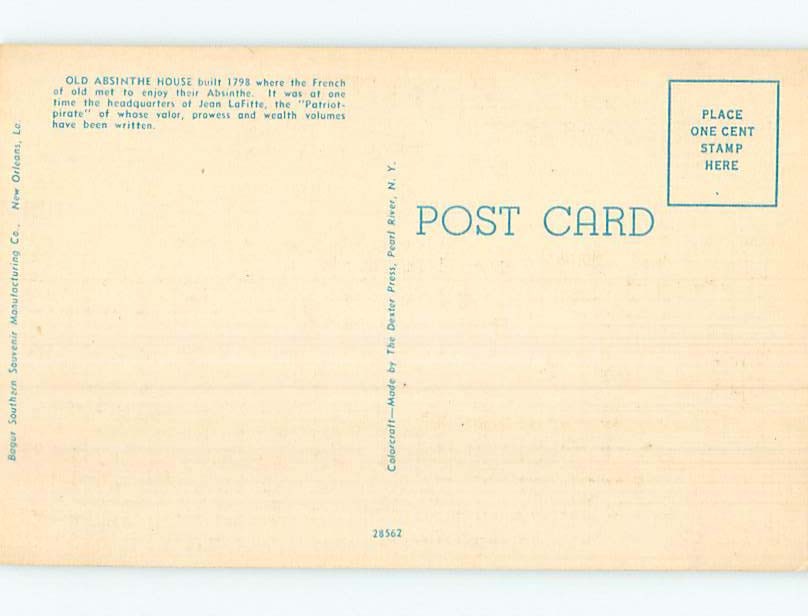 OLD ABSINTHE HOUSE built 1798 where the French
of old met to enjoy their Absinthe. It was at one
time the headquarters of Jean LaFitte, the "Patriot-
pirate" of whose valor, prowess and wealth volumes
have been written.
Bagur Southern Souvenir Manufacturing Co., New Orleans, La.
Colorcraft—Made by The Dexter Press, Pearl River, N. Y.
POST CARD
PLACE
ONE CENT
STAMP
HERE
28562